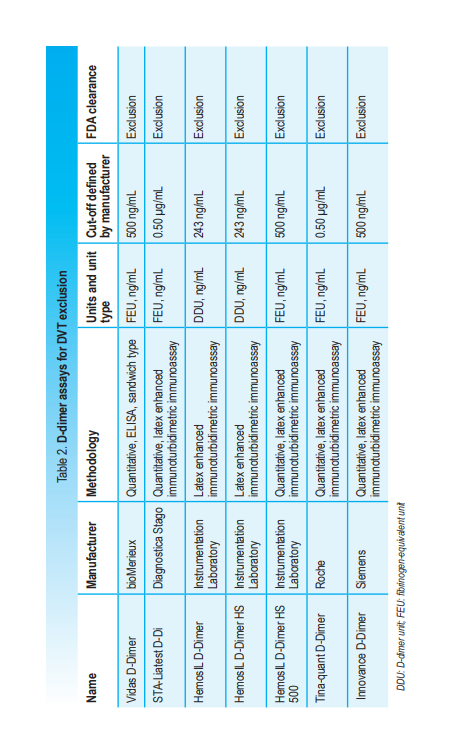 Table 2. D-dimer assays for DVT exclusion
Name Manufacturer Methodology Units and unit type Cut-off defined by manufacturer FDA clearance
Vidas D-Dimer bioMerieux Quantitative, ELISA, sandwich type FEU, ng/mL 500 ng/mL Exclusion
STA-Liatest D-Di Diagnostica Stago Quantitative, latex enhanced immunoturbidimetric immunoassay FEU, ng/mL 0.50 µg/mL Exclusion
HemosIL D-Dimer Instrumentation Laboratory Latex enhanced immunoturbidimetric immunoassay DDU, ng/mL 243 ng/mL Exclusion
HemosIL D-Dimer HS Instrumentation Laboratory Latex enhanced immunoturbidimetric immunoassay DDU, ng/mL 243 ng/mL Exclusion
HemosIL D-Dimer HS 500 Instrumentation Laboratory Quantitative, latex enhanced immunoturbidimetric immunoassay FEU, ng/mL 500 ng/mL Exclusion
Tina-quant D-Dimer Roche Quantitative, latex enhanced immunoturbidimetric immunoassay FEU, ng/mL 0.50 µg/mL Exclusion
Innovance D-Dimer Siemens Quantitative, latex enhanced immunoturbidimetric immunoassay FEU, ng/mL 500 ng/mL Exclusion
DDU: D-dimer unit; FEU: fibrinogen-equivalent unit